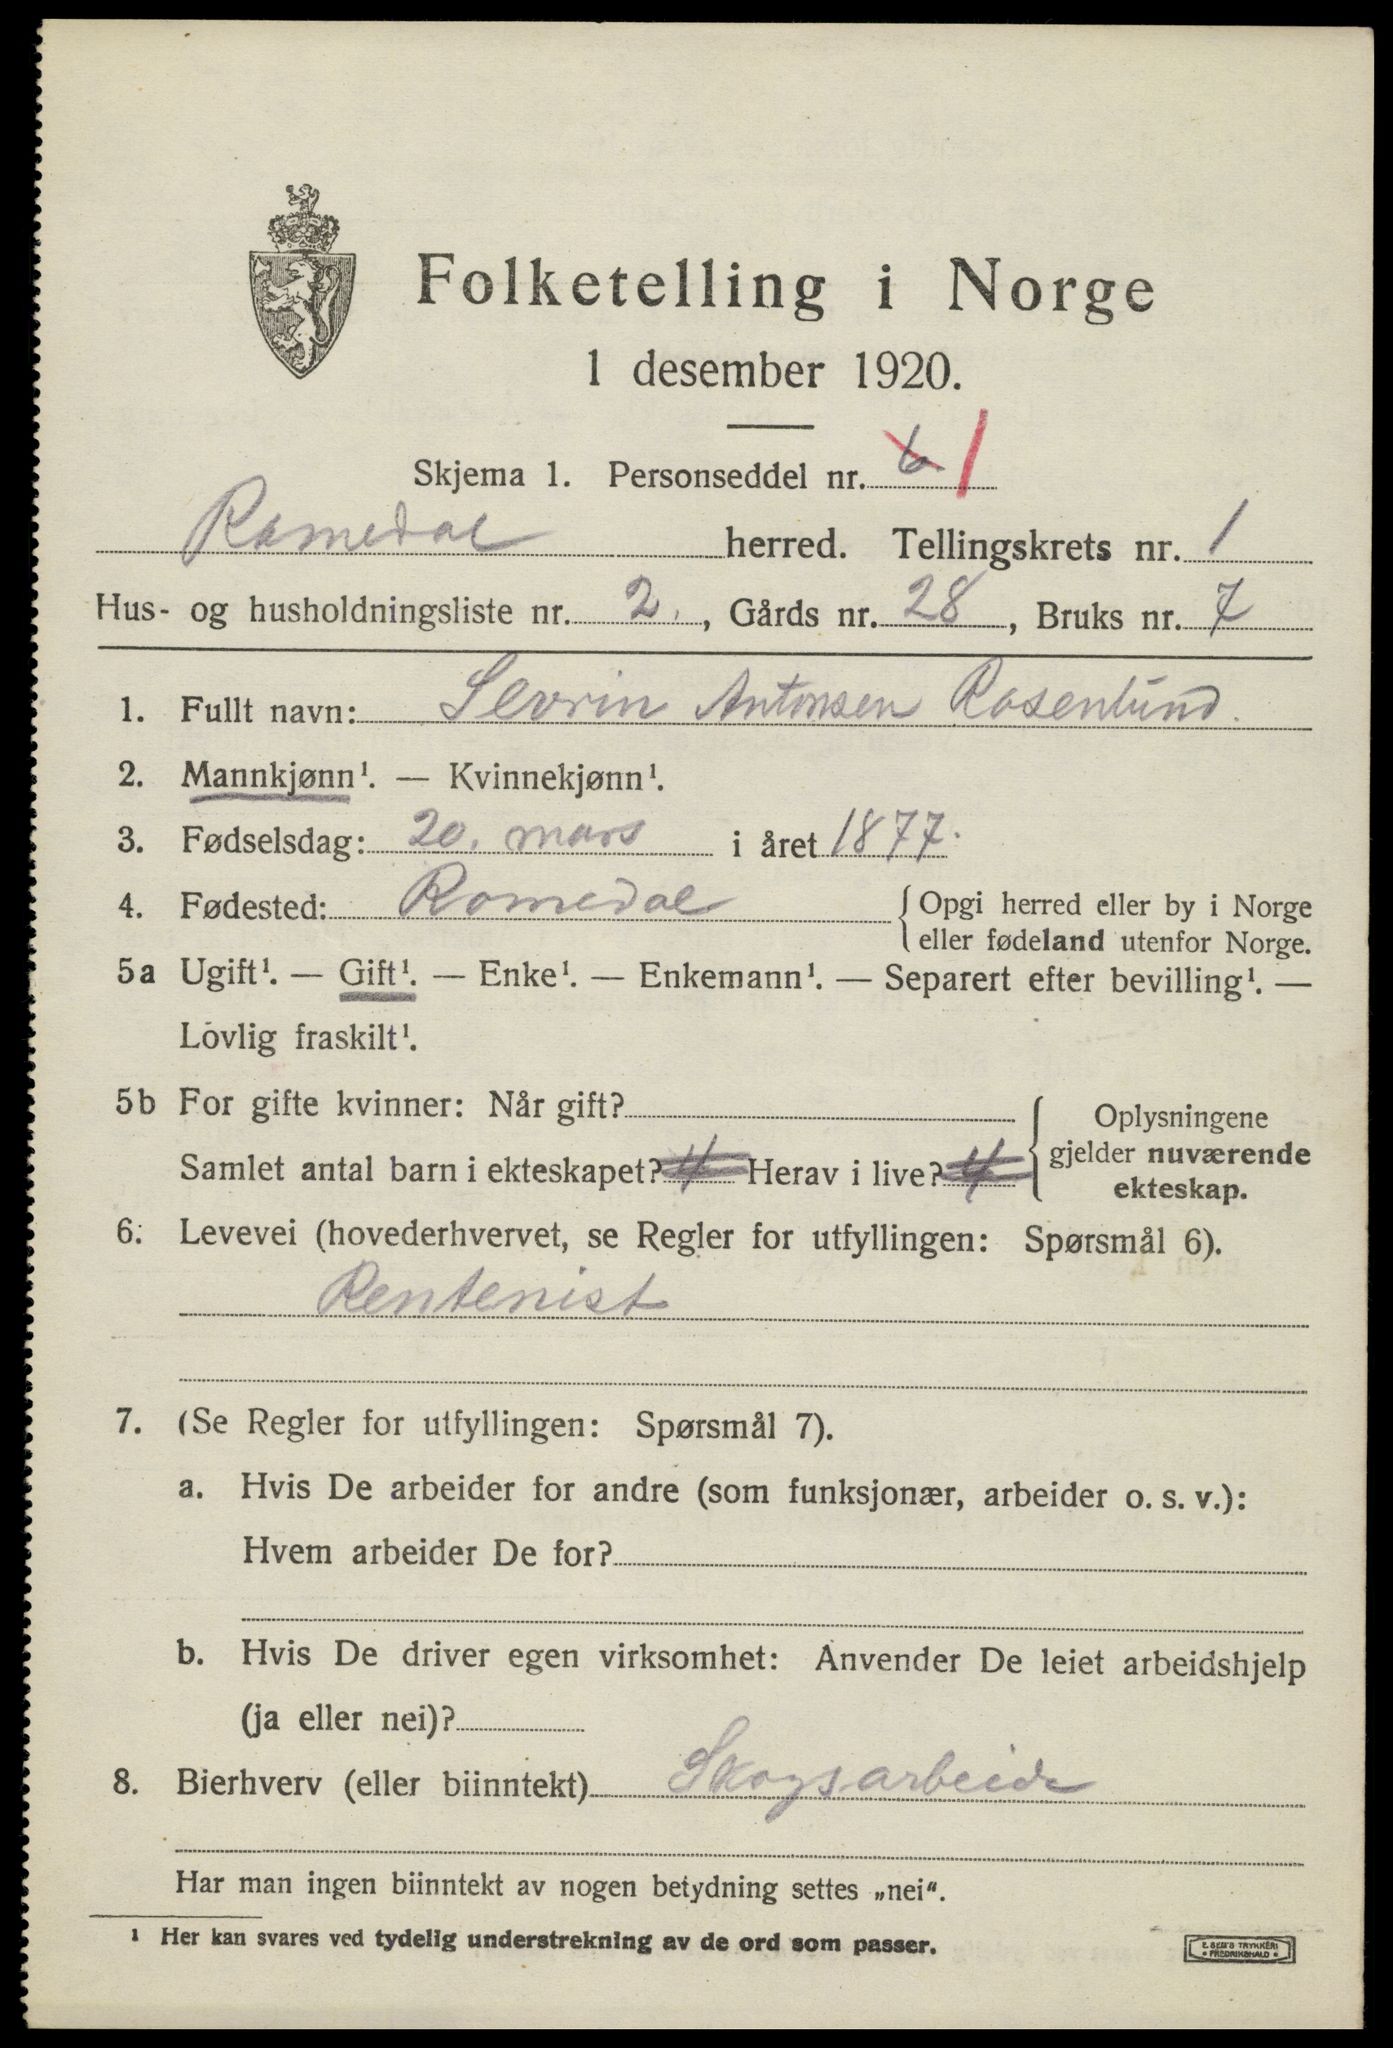 Folketelling i Norge
1 desember 1920.
Skjema 1. Personseddel nr. 6 1
Romedal herred. Tellingskrets nr. 1
Hus- og husholdningsliste nr. 2., Gårds nr. 28, Bruks nr. 7
1. Fullt navn: Sevrin Antonsen Rosenlund.
2. Mannkjønn¹. — Kvinnekjønn¹.
3. Fødselsdag: 20. mars i året 1877.
4. Fødested: Romedal { Opgi herred eller by i Norge
eller fødeland utenfor Norge.
5a Ugift¹. — Gift¹. — Enke¹. — Enkemann¹. — Separert efter bevilling¹. —
Lovlig fraskilt¹.
5b For gifte kvinner: Når gift? { Oplysningene
gjelder nuværende
ekteskap.
Samlet antal barn i ekteskapet? 4 Herav i live? 4
6. Levevei (hovederhvervet, se Regler for utfyllingen: Spørsmål 6).
Rentenist
7. (Se Regler for utfyllingen: Spørsmål 7).
a. Hvis De arbeider for andre (som funksjonær, arbeider o. s. v.):
Hvem arbeider De for?
b. Hvis De driver egen virksomhet: Anvender De leiet arbeidshjelp
(ja eller nei)?
8. Bierhverv (eller biinntekt) Skogsarbeide
Har man ingen biinntekt av nogen betydning settes „nei“.
¹ Her kan svares ved tydelig understrekning av de ord som passer.
E. SEM'S TRYKKERI
• FREDRIKSHALD •